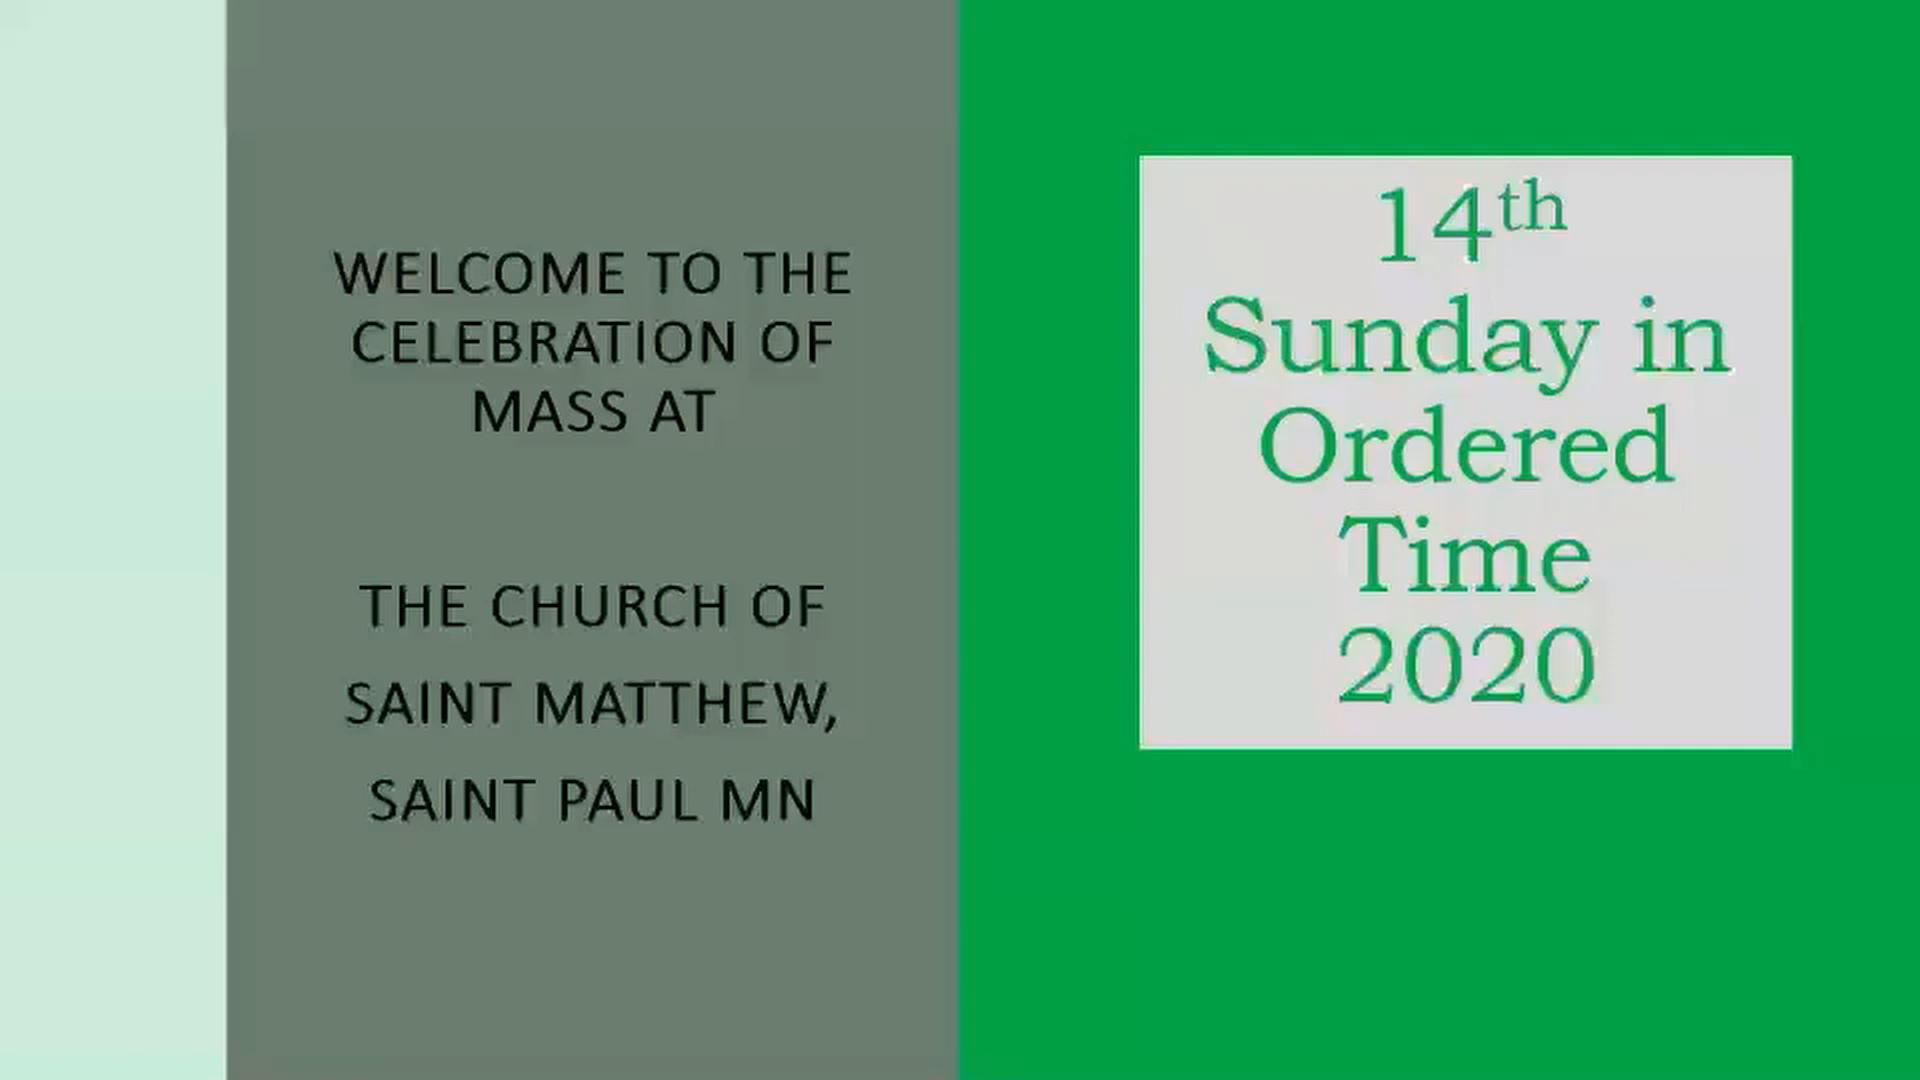 WELCOME TO THE
CELEBRATION OF
MASS AT
THE CHURCH OF
SAINT MATTHEW,
SAINT PAUL MN
14th
Sunday in
Ordered
Time
2020